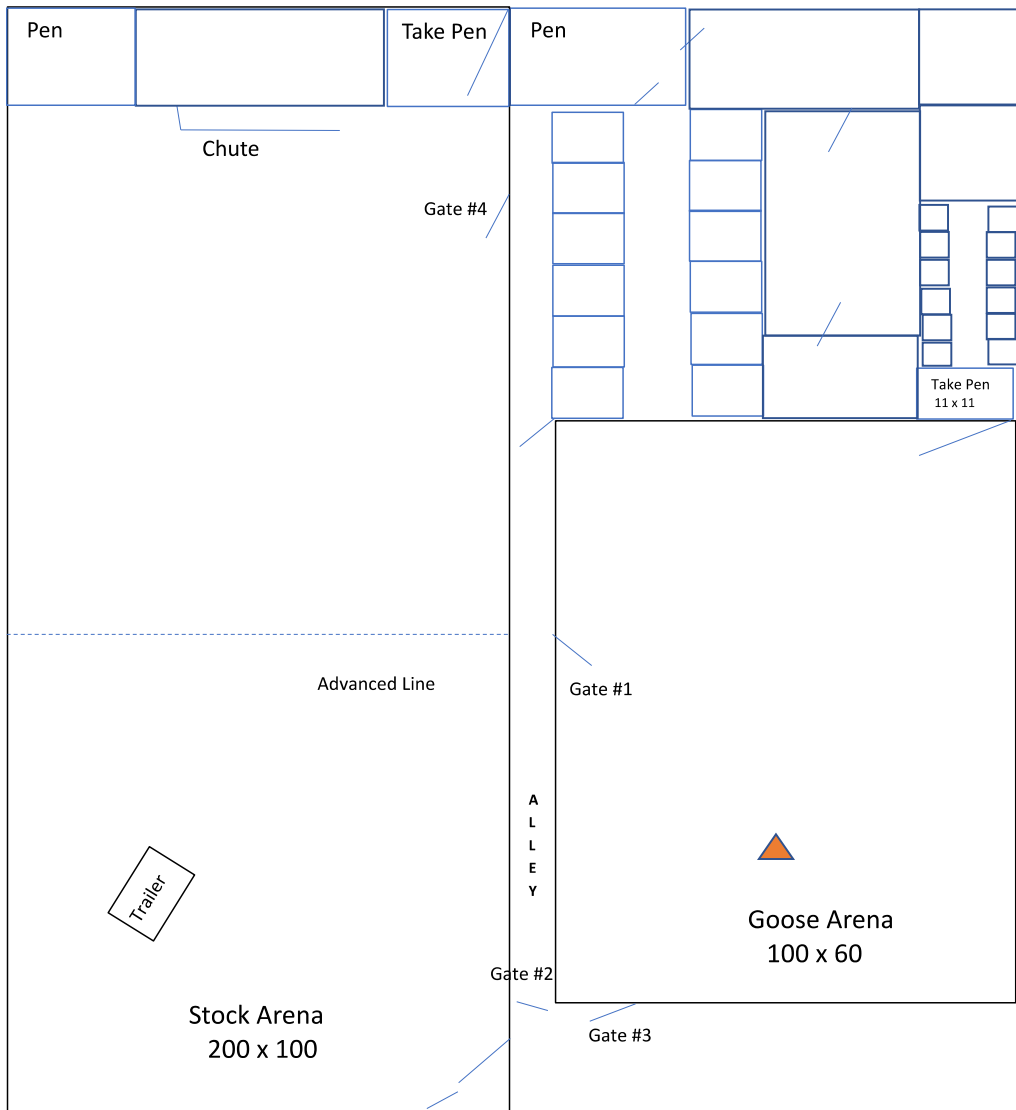 Pen
Take Pen
Pen
Chute
Gate #4
Take Pen
11 x 11
Advanced Line
Gate #1
A
L
L
E
Y
Trailer
Goose Arena
100 x 60
Gate #2
Stock Arena
200 x 100
Gate #3